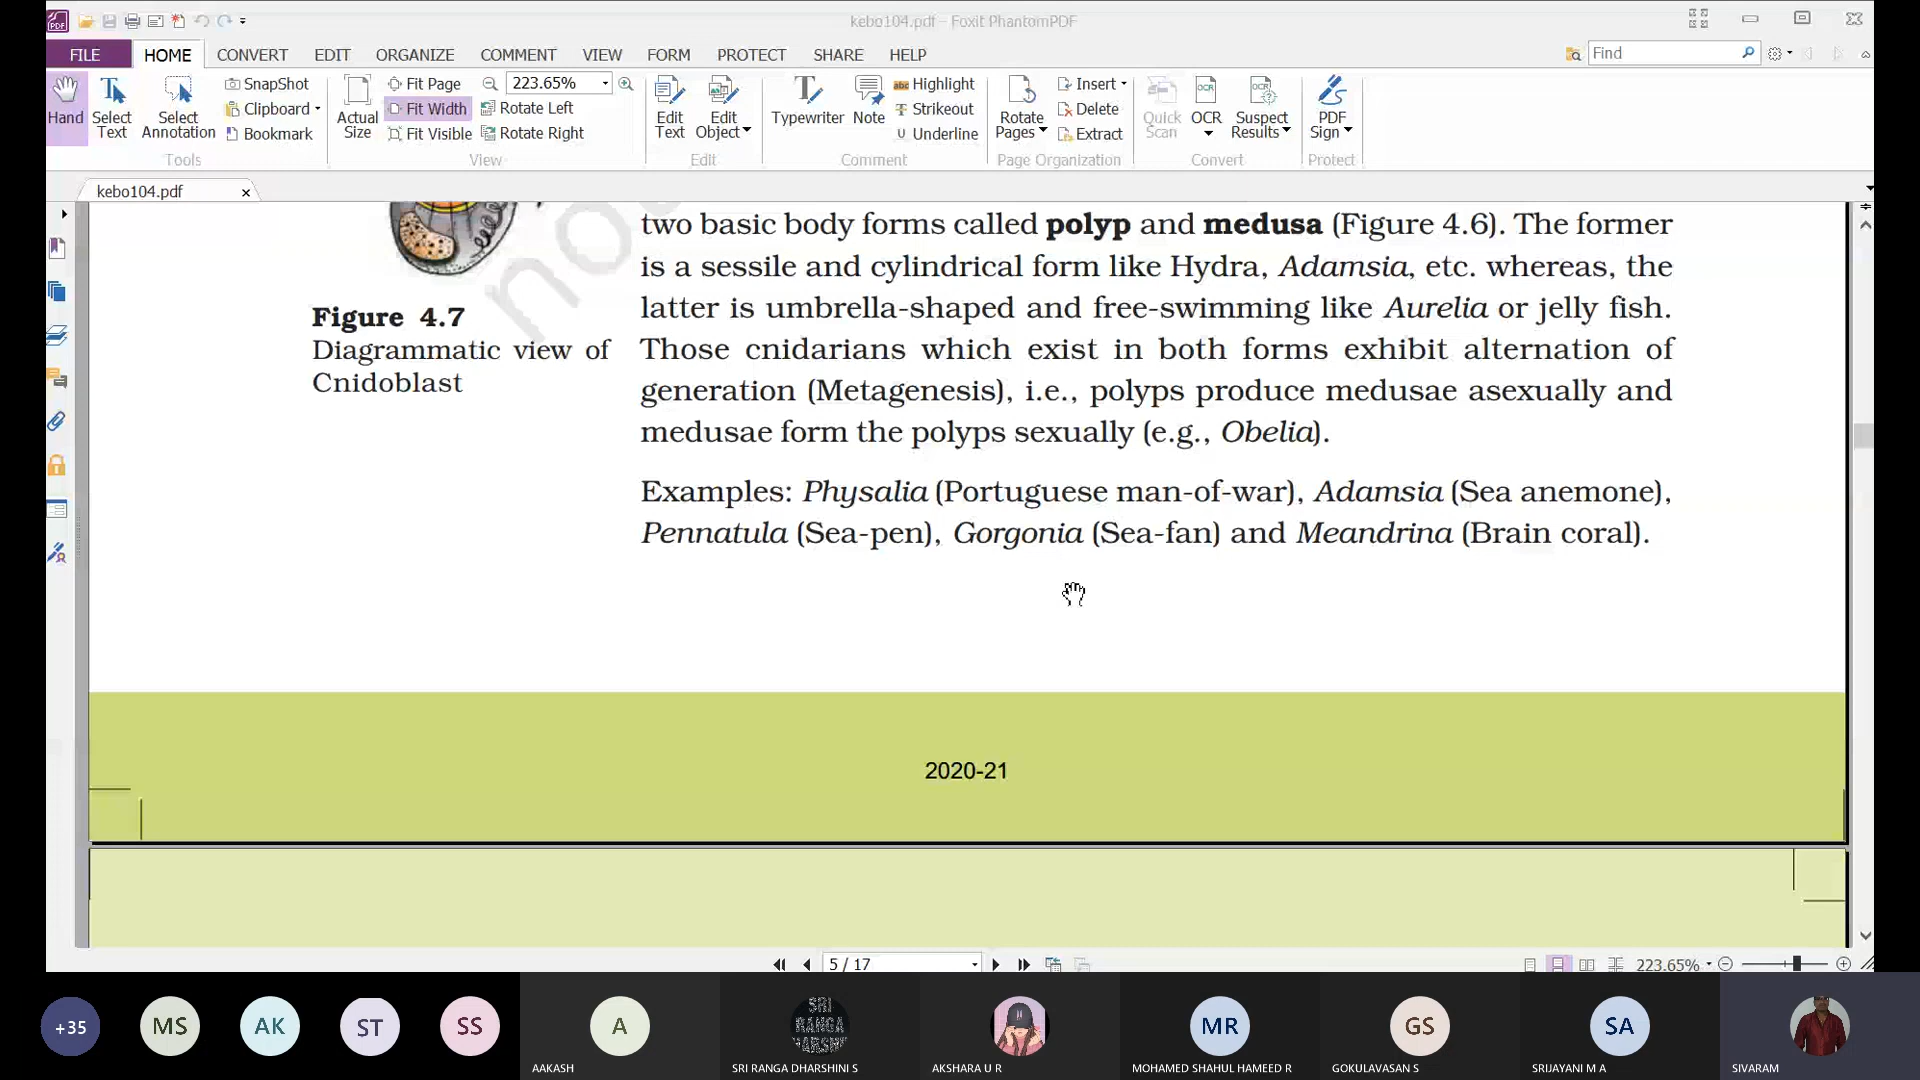 kebo104.pdf - Foxit PhantomPDF
FILE HOME CONVERT EDIT ORGANIZE COMMENT VIEW FORM PROTECT SHARE HELP Find
Hand Select Text Select Annotation SnapShot Clipboard Bookmark Tools
Actual Size Fit Page Fit Width Fit Visible 223.65% Rotate Left Rotate Right View
Edit Text Edit Object Edit
Typewriter Note Highlight Strikeout Underline Comment
Rotate Pages Insert Delete Extract Page Organization
Quick Scan OCR Suspect Results Convert
PDF Sign Protect
kebo104.pdf
two basic body forms called polyp and medusa (Figure 4.6). The former
is a sessile and cylindrical form like Hydra, Adamsia, etc. whereas, the
latter is umbrella-shaped and free-swimming like Aurelia or jelly fish.
Those cnidarians which exist in both forms exhibit alternation of
generation (Metagenesis), i.e., polyps produce medusae asexually and
medusae form the polyps sexually (e.g., Obelia).
Figure 4.7
Diagrammatic view of
Cnidoblast
Examples: Physalia (Portuguese man-of-war), Adamsia (Sea anemone),
Pennatula (Sea-pen), Gorgonia (Sea-fan) and Meandrina (Brain coral).
no
2020-21
5 / 17 223.65%
+35 MS AK ST SS A SRI RANGA MR GS SA
AAKASH SRI RANGA DHARSHINI S AKSHARA U R MOHAMED SHAHUL HAMEED R GOKULAVASAN S SRIJAYANI M A SIVARAM